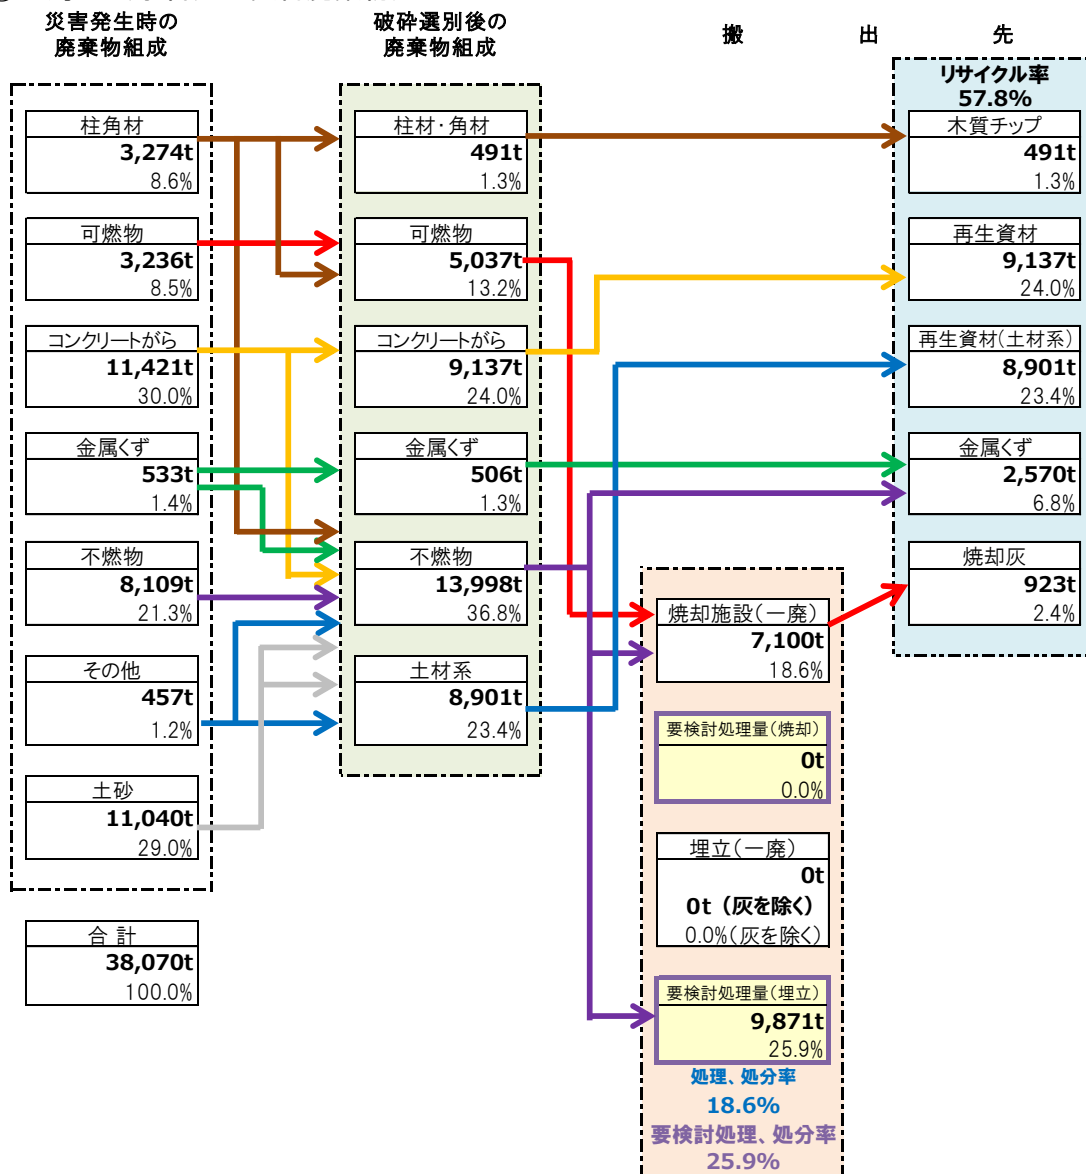 災害発生時の
廃棄物組成
柱角材
3,274t
8.6%
可燃物
3,236t
8.5%
コンクリートがら
11,421t
30.0%
金属くず
533t
1.4%
不燃物
8,109t
21.3%
その他
457t
1.2%
土砂
11,040t
29.0%
合計
38,070t
100.0%
破砕選別後の
廃棄物組成
柱材・角材
491t
1.3%
可燃物
5,037t
13.2%
コンクリートがら
9,137t
24.0%
金属くず
506t
1.3%
不燃物
13,998t
36.8%
土材系
8,901t
23.4%
搬出先
焼却施設(一廃)
7,100t
18.6%
要検討処理量(焼却)
0t
0.0%
埋立(一廃)
0t
0t(灰を除く)
0.0%(灰を除く)
要検討処理量(埋立)
9,871t
25.9%
処理、処分率
18.6%
要検討処理、処分率
25.9%
リサイクル率
57.8%
木質チップ
491t
1.3%
再生資材
9,137t
24.0%
再生資材(土材系)
8,901t
23.4%
金属くず
2,570t
6.8%
焼却灰
923t
2.4%